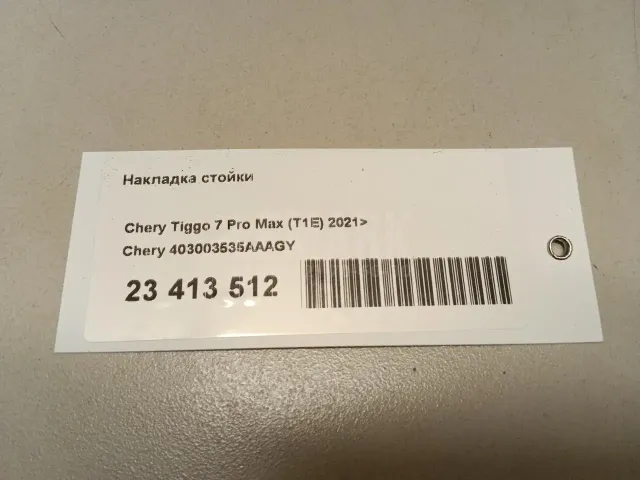 Накладка стойки
Chery Tiggo 7 Pro Max (T1E) 2021>
Chery 403003535AAAGY
23 413 512